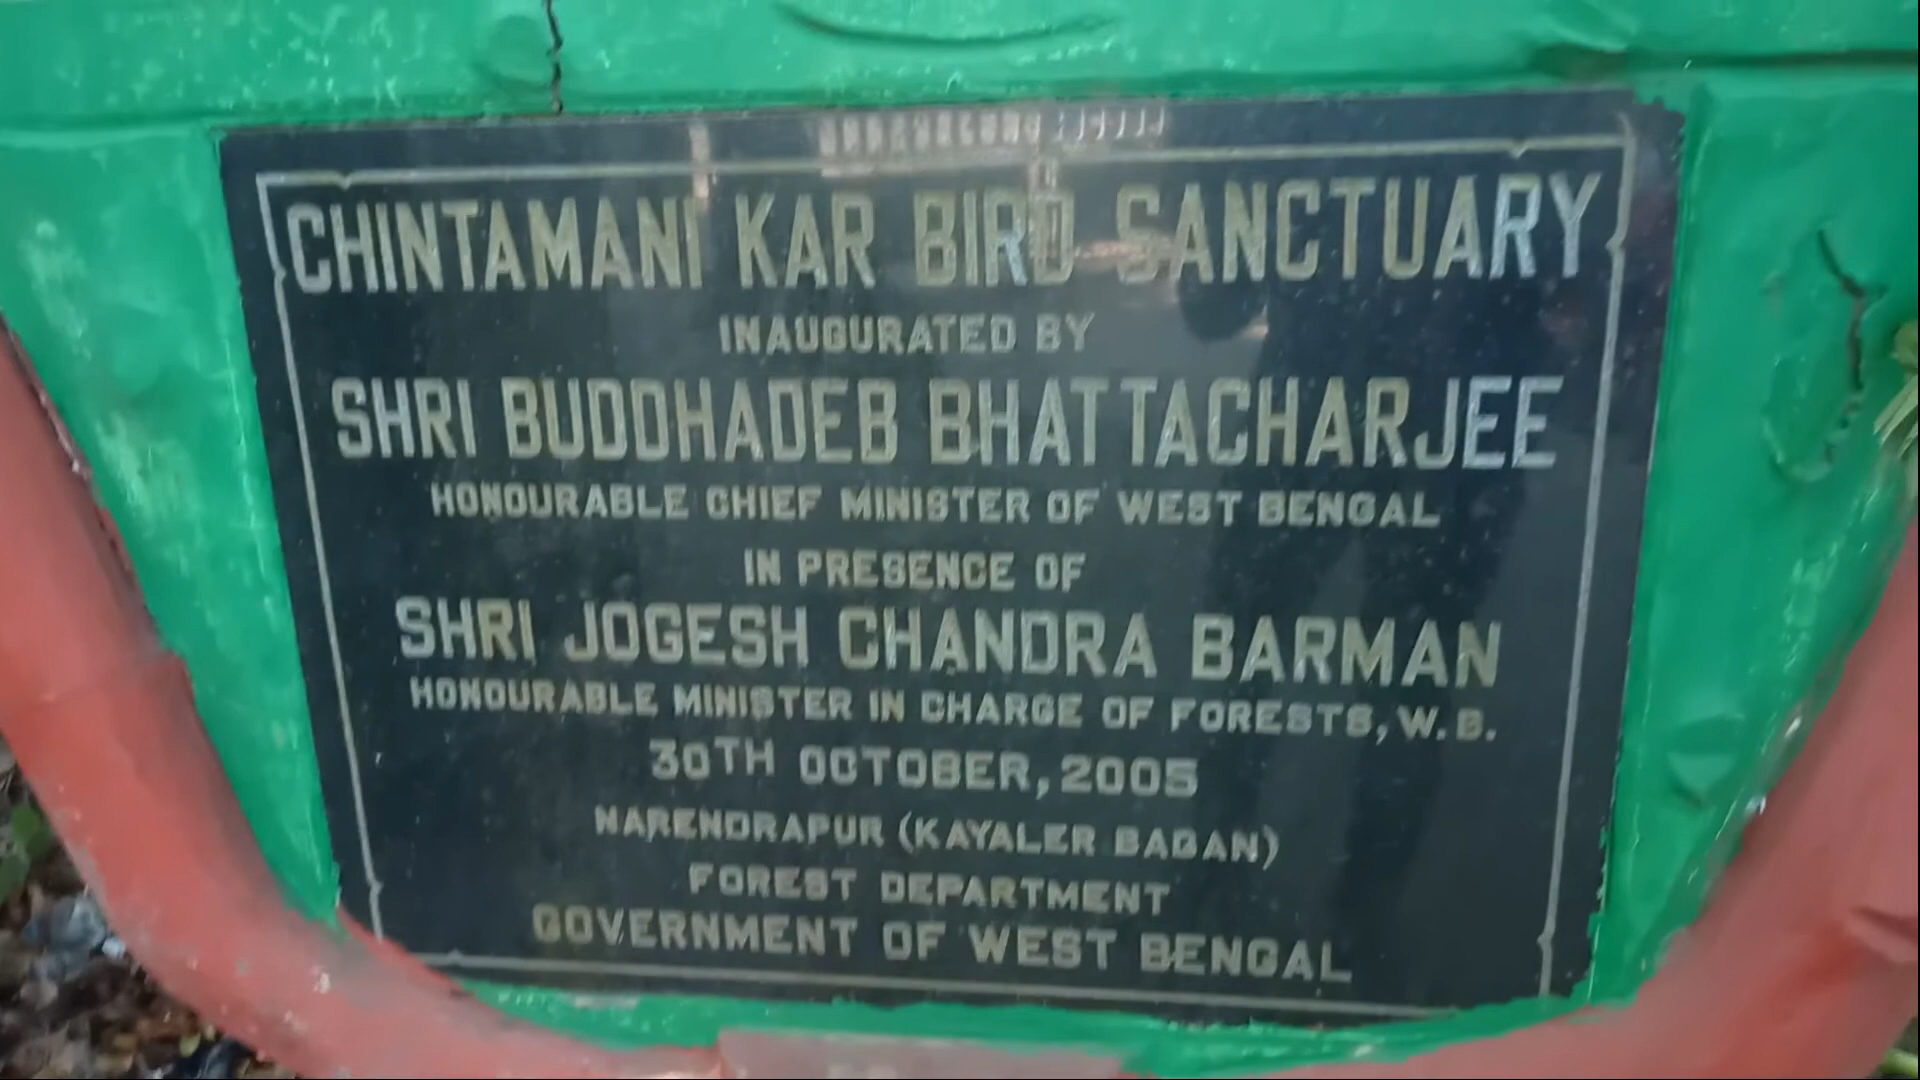 CHINTAMANI KAR BIRD SANCTUARY
INAUGURATED BY
SHRI BUDDHADEB BHATTACHARJEE
HONOURABLE CHIEF MINISTER OF WEST BENGAL
IN PRESENCE OF
SHRI JOGESH CHANDRA BARMAN
HONOURABLE MINISTER IN CHARGE OF FORESTS, W.B.
30TH OCTOBER, 2005
NARENDRAPUR (KAYALER BAGAN)
FOREST DEPARTMENT
GOVERNMENT OF WEST BENGAL